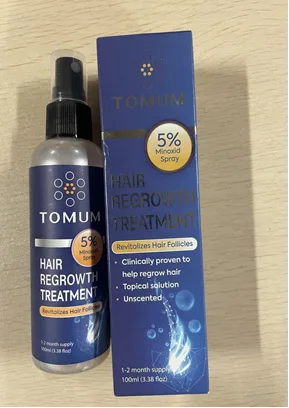 TOMUM
5%
Minoxid
Spray
HAIR
REGROWTH
TREATMENT
Revitalizes Hair Follicles
1-2 month supply
100ml (3.38 floz)
TOMUM
5%
Minoxid
Spray
HAIR
REGROWTH
TREATMENT
Revitalizes Hair Follicles
• Clinically proven to
help regrow hair
• Topical solution
• Unscented
1-2 month supply
100ml (3.38 floz)